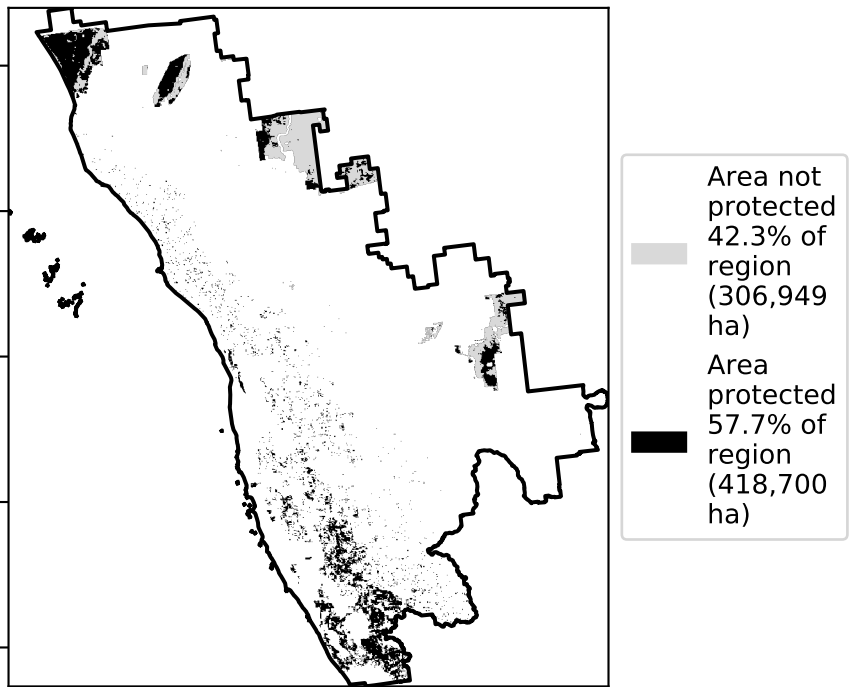 Area not
protected
42.3% of
region
(306,949
ha)
Area
protected
57.7% of
region
(418,700
ha)